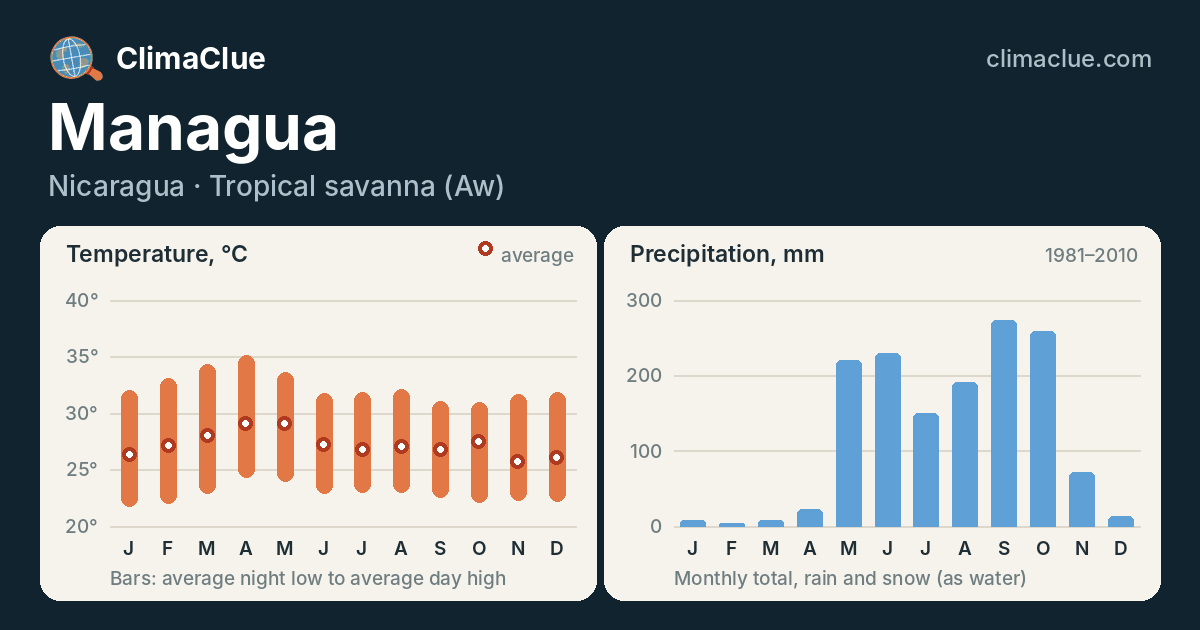 ClimaClue
climaclue.com
Managua
Nicaragua · Tropical savanna (Aw)
Temperature, °C
average
40°
35°
30°
25°
20°
J F M A M J J A S O N D
Bars: average night low to average day high
Precipitation, mm
1981–2010
300
200
100
0
J F M A M J J A S O N D
Monthly total, rain and snow (as water)